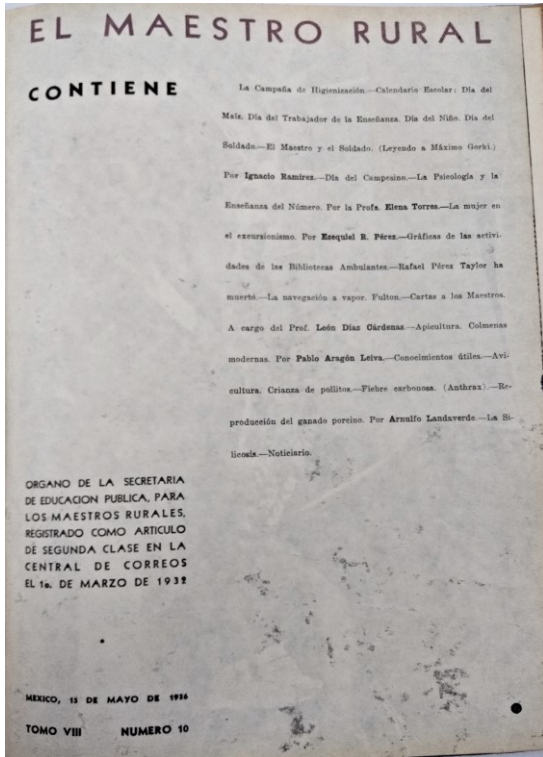 EL MAESTRO RURAL
CONTIENE
La Campaña de Higienización.—Calendario Escolar: Día del
Maíz. Día del Trabajador de la Enseñanza. Día del Niño. Día del
Soldado.—El Maestro y el Soldado. (Leyendo a Máximo Gorki.)
Por Ignacio Ramírez.—Día del Campesino.—La Psicología y la
Enseñanza del Número. Por la Profa. Elena Torres.—La mujer en
el excursionismo. Por Esequiel R. Pérez.—Gráficas de las activi-
dades de las Bibliotecas Ambulantes.—Rafael Pérez Taylor ha
muerto.—La navegación a vapor. Fulton.—Cartas a los Maestros.
A cargo del Prof. León Díaz Cárdenas.—Apicultura. Colmenas
modernas. Por Pablo Aragón Leiva.—Conocimientos útiles.—Avi-
cultura. Crianza de pollitos.—Fiebre carbonosa. (Anthrax).—Re-
producción del ganado porcino. Por Arnulfo Landaverde.—La Si-
licosis.—Noticiario.
ORGANO DE LA SECRETARIA
DE EDUCACION PUBLICA, PARA
LOS MAESTROS RURALES,
REGISTRADO COMO ARTICULO
DE SEGUNDA CLASE EN LA
CENTRAL DE CORREOS
EL 1o. DE MARZO DE 1932
MEXICO, 15 DE MAYO DE 1936
TOMO VIII NUMERO 10